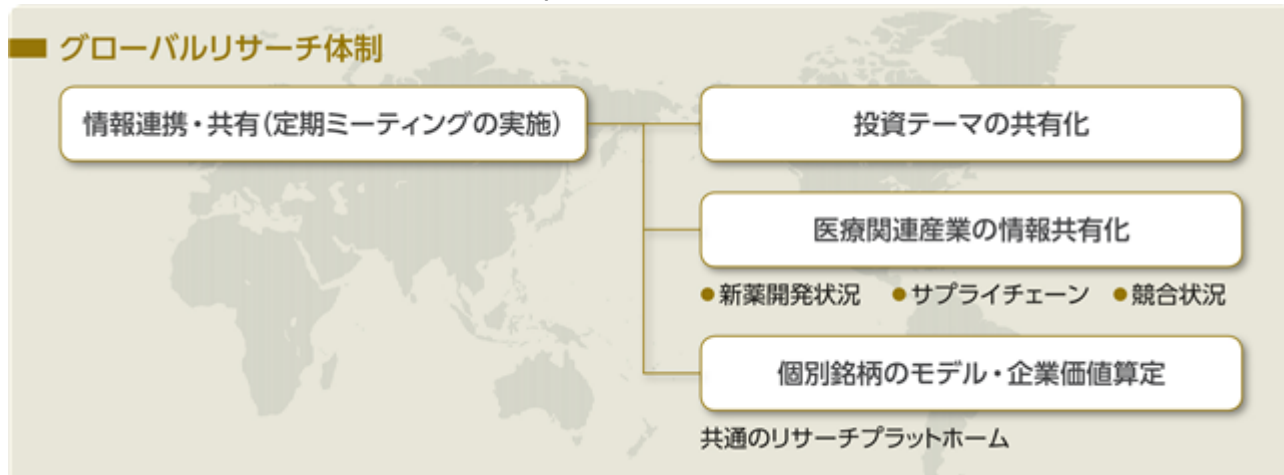 グローバルリサーチ体制
情報連携・共有(定期ミーティングの実施)
投資テーマの共有化
医療関連産業の情報共有化
●新薬開発状況 ●サプライチェーン ●競合状況
個別銘柄のモデル・企業価値算定
共通のリサーチプラットホーム